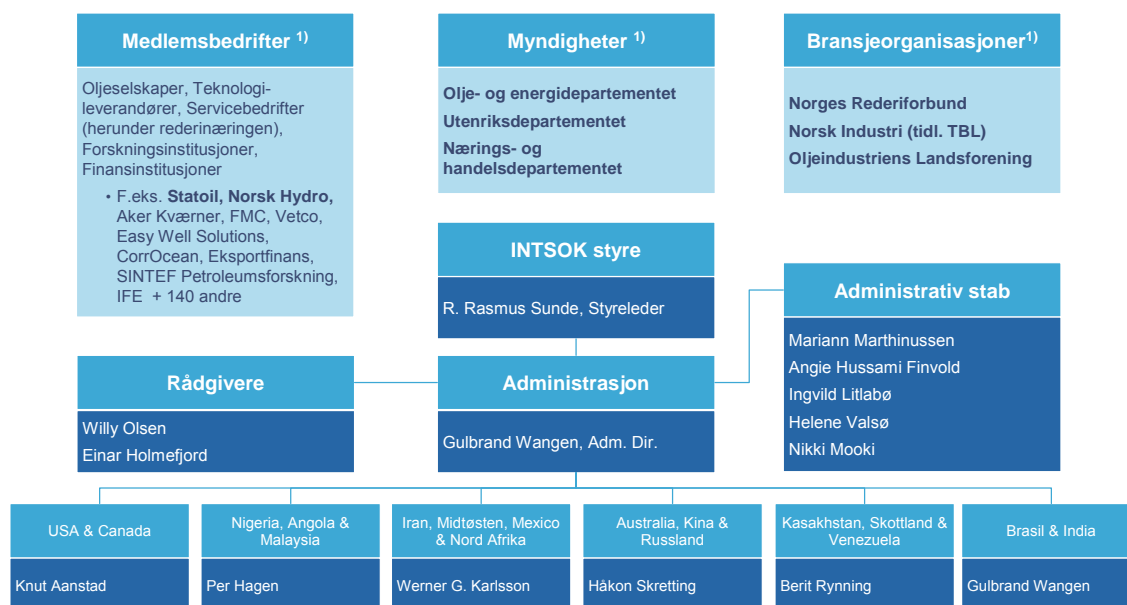 Medlemsbedrifter 1)
Oljeselskaper, Teknologi-
leverandører, Servicebedrifter
(herunder rederinæringen),
Forskningsinstitusjoner,
Finansinstitusjoner
• F.eks. Statoil, Norsk Hydro,
Aker Kværner, FMC, Vetco,
Easy Well Solutions,
CorrOcean, Eksportfinans,
SINTEF Petroleumsforskning,
IFE + 140 andre
Myndigheter 1)
Olje- og energidepartementet
Utenriksdepartementet
Nærings- og
handelsdepartementet
Bransjeorganisasjoner1)
Norges Rederiforbund
Norsk Industri (tidl. TBL)
Oljeindustriens Landsforening
INTSOK styre
R. Rasmus Sunde, Styreleder
Administrativ stab
Mariann Marthinussen
Angie Hussami Finvold
Ingvild Litlabø
Helene Valsø
Nikki Mooki
Rådgivere
Willy Olsen
Einar Holmefjord
Administrasjon
Gulbrand Wangen, Adm. Dir.
USA & Canada
Knut Aanstad
Nigeria, Angola &
Malaysia
Per Hagen
Iran, Midtøsten, Mexico
& Nord Afrika
Werner G. Karlsson
Australia, Kina &
Russland
Håkon Skretting
Kasakhstan, Skottland &
Venezuela
Berit Rynning
Brasil & India
Gulbrand Wangen